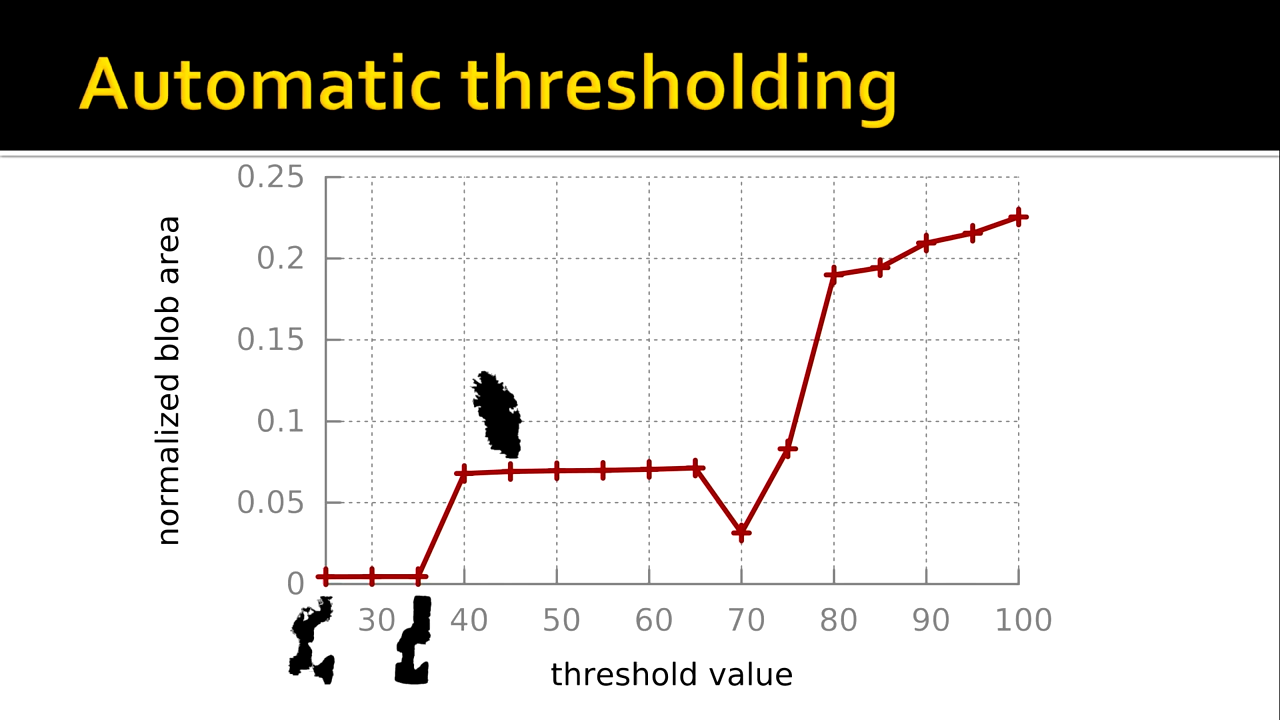 Automatic thresholding
0.25
0.2
0.15
0.1
0.05
0
normalized blob area
30 40 50 60 70 80 90 100
threshold value